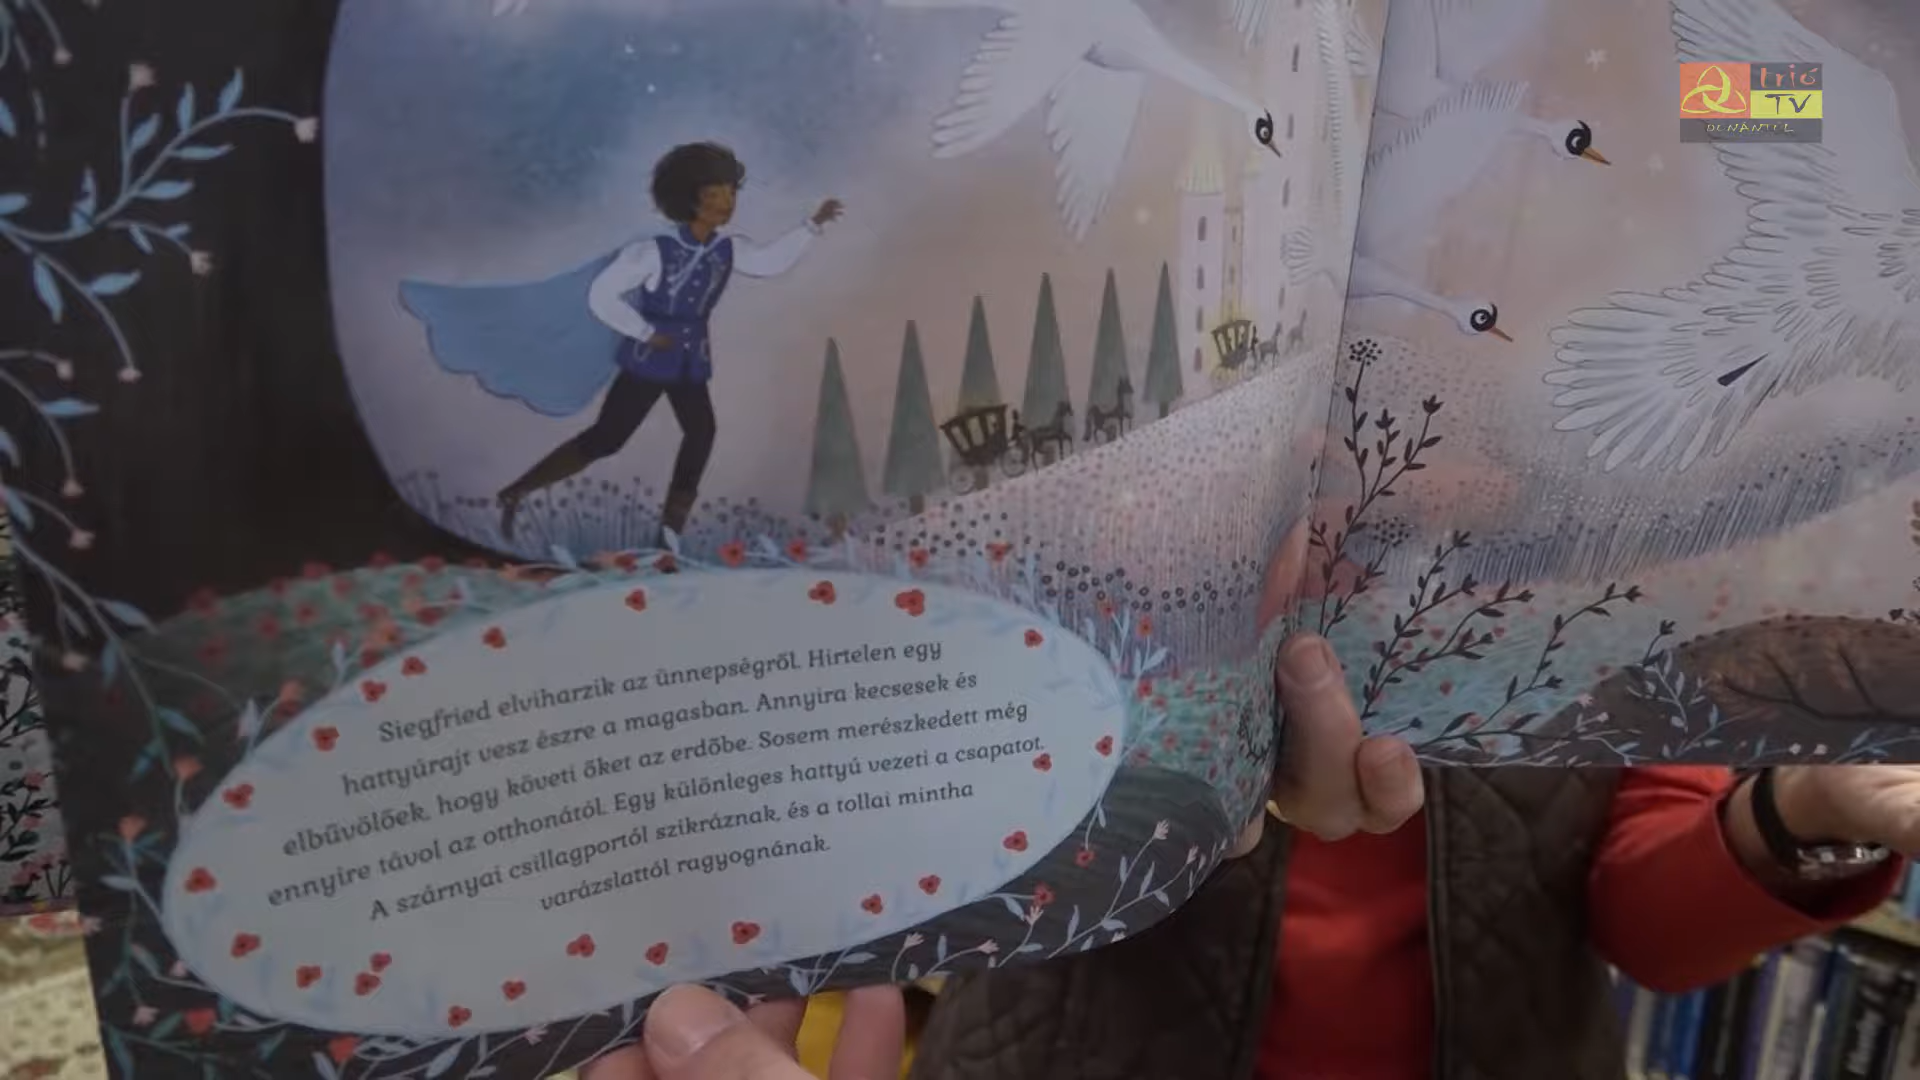 trió
TV
DUNÁNTÚL
Siegfried elviharzik az ünnepségről. Hirtelen egy
hattyúrajt vesz észre a magasban. Annyira kecsesek és
elbűvölőek, hogy követi őket az erdőbe. Sosem merészkedett még
ennyire távol az otthonától. Egy különleges hattyú vezeti a csapatot.
A szárnyai csillagportól szikráznak, és a tollai mintha
varázslattól ragyognának.